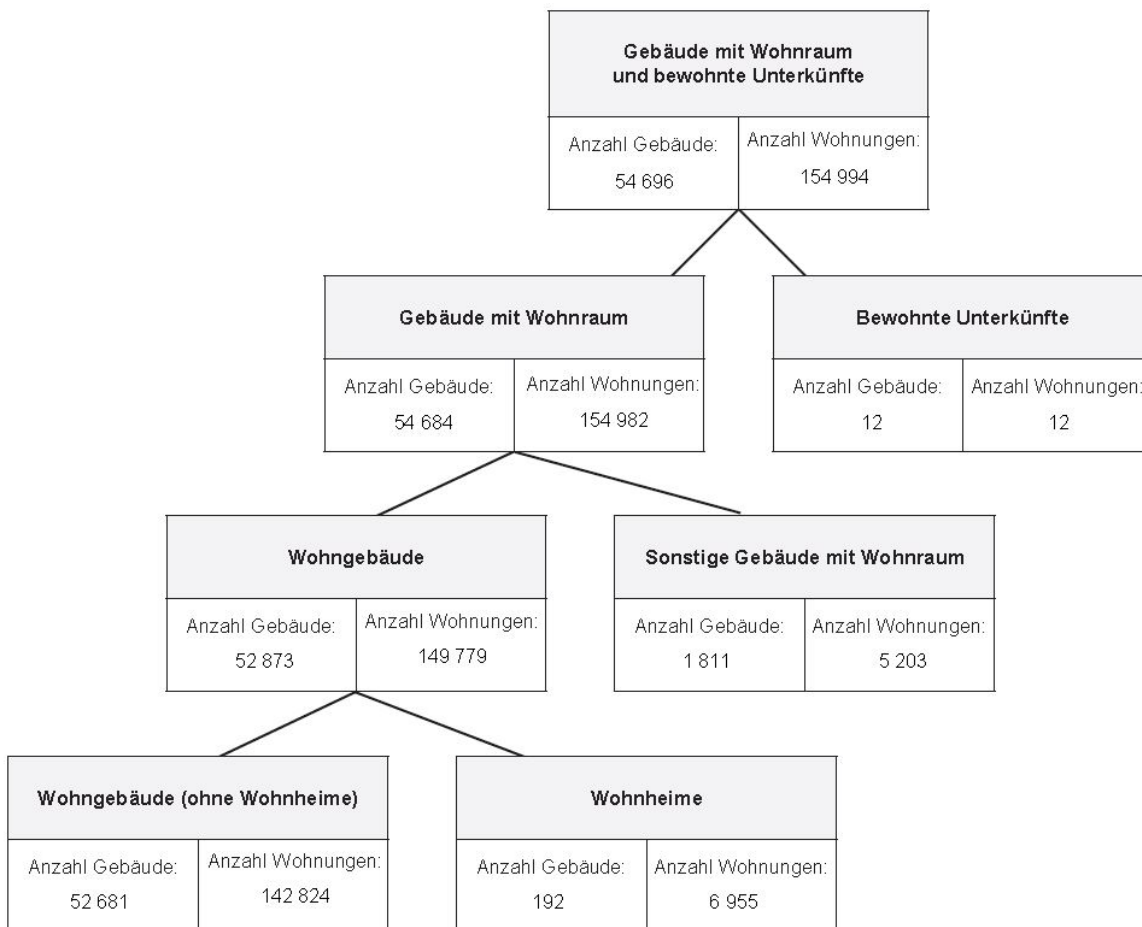 Gebäude mit Wohnraum
und bewohnte Unterkünfte
Anzahl Gebäude:
54 696
Anzahl Wohnungen:
154 994
Gebäude mit Wohnraum
Anzahl Gebäude:
54 684
Anzahl Wohnungen:
154 982
Bewohnte Unterkünfte
Anzahl Gebäude:
12
Anzahl Wohnungen:
12
Wohngebäude
Anzahl Gebäude:
52 873
Anzahl Wohnungen:
149 779
Sonstige Gebäude mit Wohnraum
Anzahl Gebäude:
1 811
Anzahl Wohnungen:
5 203
Wohngebäude (ohne Wohnheime)
Anzahl Gebäude:
52 681
Anzahl Wohnungen:
142 824
Wohnheime
Anzahl Gebäude:
192
Anzahl Wohnungen:
6 955